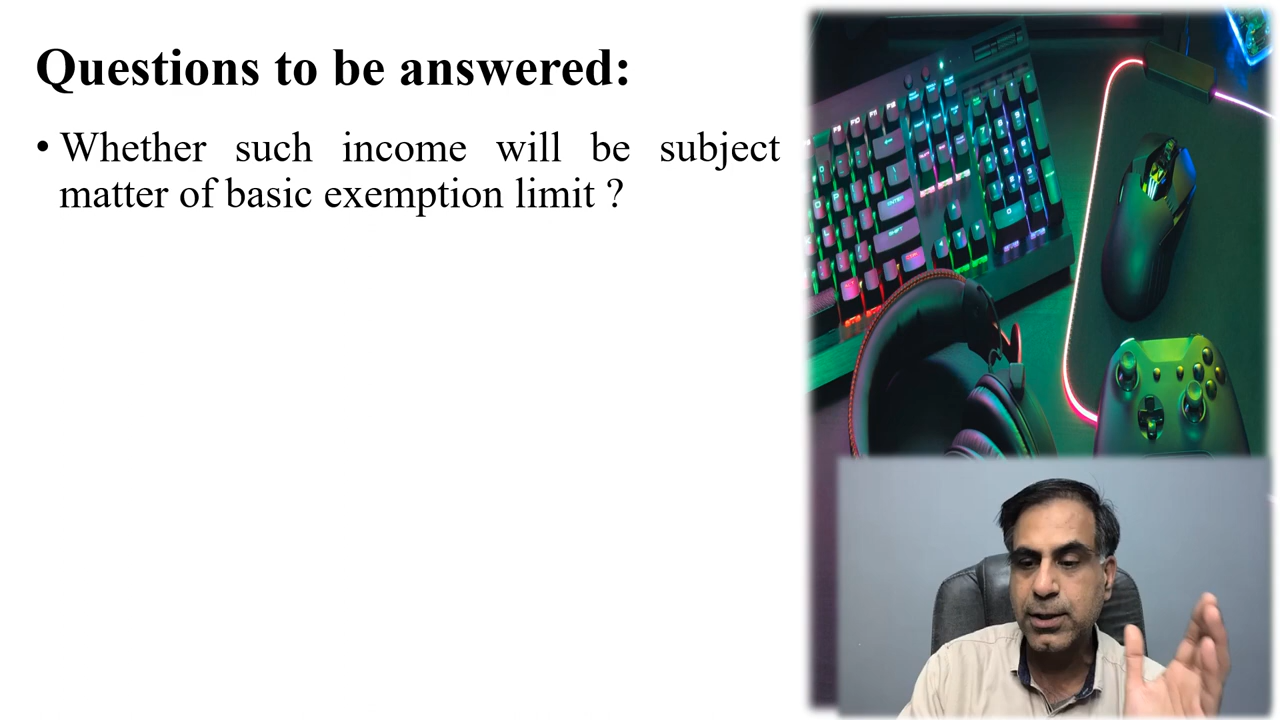 Questions to be answered:
• Whether such income will be subject
matter of basic exemption limit ?